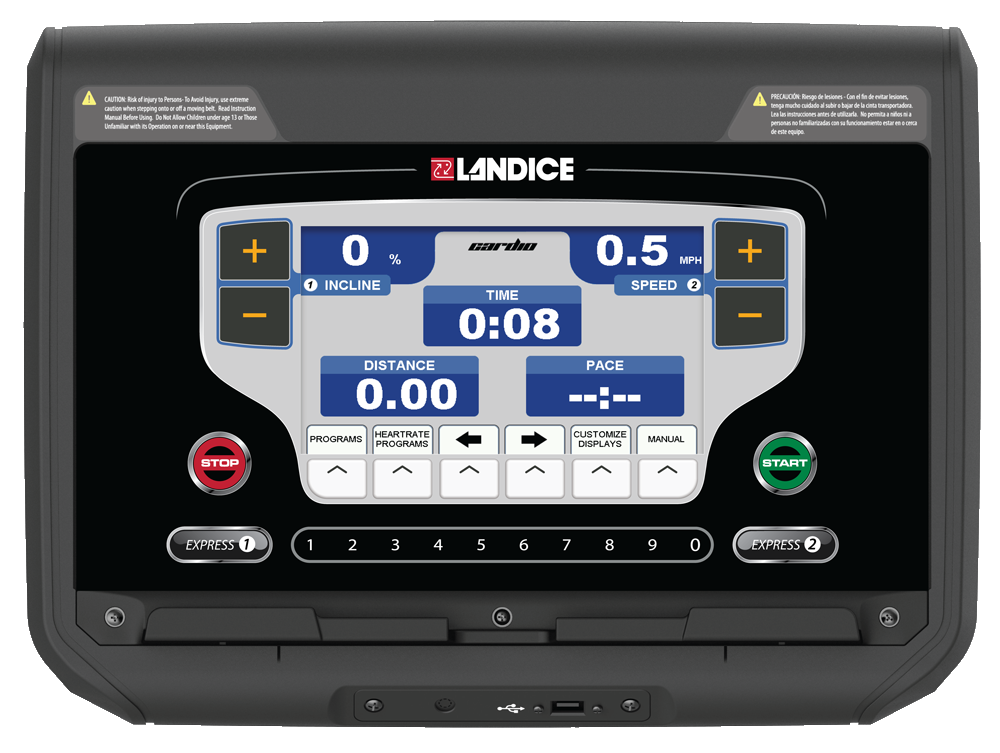 CAUTION: Risk of injury to Persons- To Avoid Injury, use extreme
caution when stepping onto or off a moving belt. Read Instruction
Manual Before Using. Do Not Allow Children under age 13 or Those
Unfamiliar with its Operation on or near this Equipment.
PRECAUCIÓN: Riesgo de lesiones - Con el fin de evitar lesiones,
tenga mucho cuidado al subir o bajar de la cinta transportadora.
Lea las instrucciones antes de utilizarla. No permita a niños ni a
personas no familiarizadas con su funcionamiento estar en o cerca
de este equipo.
LANDICE
+
0 %
cardio
0.5 MPH
+
1 INCLINE
SPEED 2
TIME
0:08
−
−
DISTANCE
0.00
PACE
--:--
PROGRAMS
HEARTRATE
PROGRAMS
CUSTOMIZE
DISPLAYS
MANUAL
STOP
START
EXPRESS 1
1 2 3 4 5 6 7 8 9 0
EXPRESS 2